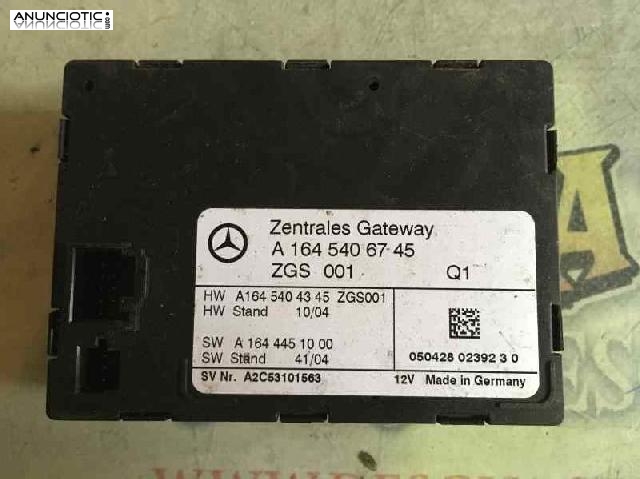 ANUNCIOTIC.com
Zentrales Gateway
A 164 540 67 45
ZGS 001 Q1
HW A164 540 43 45 ZGS001
HW Stand 10/04
SW A 164 445 10 00
SW Stand 41/04
050428 02392 3 0
SV Nr. A2C53101563
12V Made in Germany